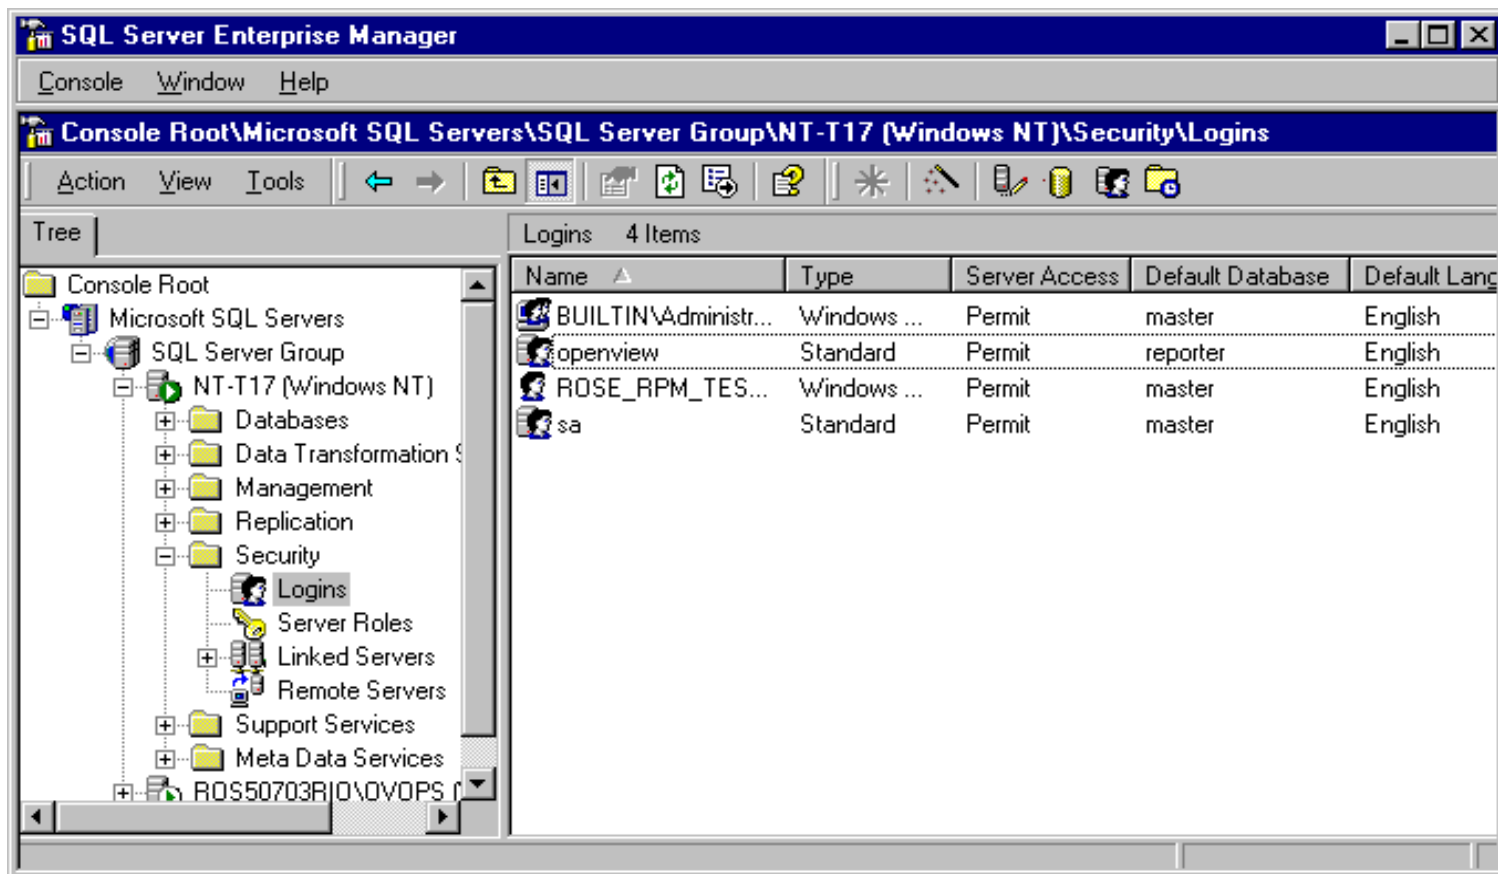 SQL Server Enterprise Manager
Console Window Help
Console Root\Microsoft SQL Servers\SQL Server Group\NT-T17 (Windows NT)\Security\Logins
Action View Tools
Tree
Logins 4 Items
Name Type Server Access Default Database Default Lang
Console Root
Microsoft SQL Servers
SQL Server Group
NT-T17 (Windows NT)
Databases
Data Transformation S
Management
Replication
Security
Logins
Server Roles
Linked Servers
Remote Servers
Support Services
Meta Data Services
ROS50703RIO\OVOPS (
BUILTIN\Administr... Windows ... Permit master English
openview Standard Permit reporter English
ROSE_RPM_TES... Windows ... Permit master English
sa Standard Permit master English